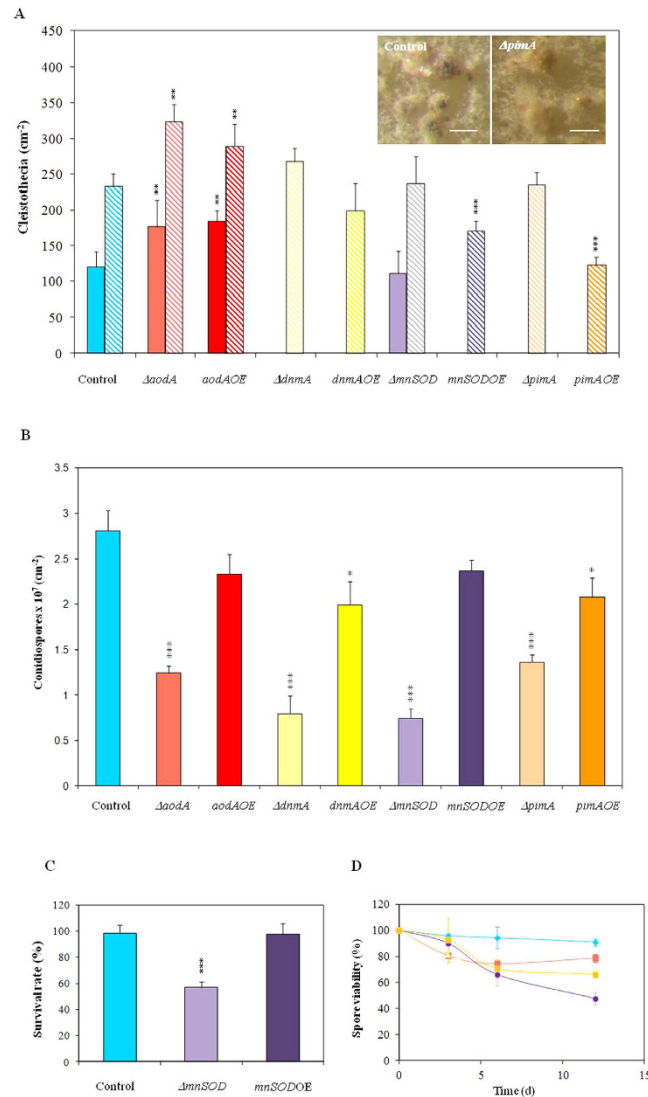 A
Control
ΔpimA
450
400
350
300
250
200
150
100
50
0
Cleistothecia (cm-2)
**
**
**
**
***
***
Control
ΔaodA
aodAOE
ΔdnmA
dnmAOE
ΔmnSOD
mnSODOE
ΔpimA
pimAOE
B
3.5
3
2.5
2
1.5
1
0.5
0
Conidiospores x 10⁷ (cm-2)
***
***
*
***
***
*
Control
ΔaodA
aodAOE
ΔdnmA
dnmAOE
ΔmnSOD
mnSODOE
ΔpimA
pimAOE
C
120
100
80
60
40
20
0
Survival rate (%)
***
Control
ΔmnSOD
mnSODOE
D
120
100
80
60
40
20
0
Spore viability (%)
0
5
10
15
Time (d)